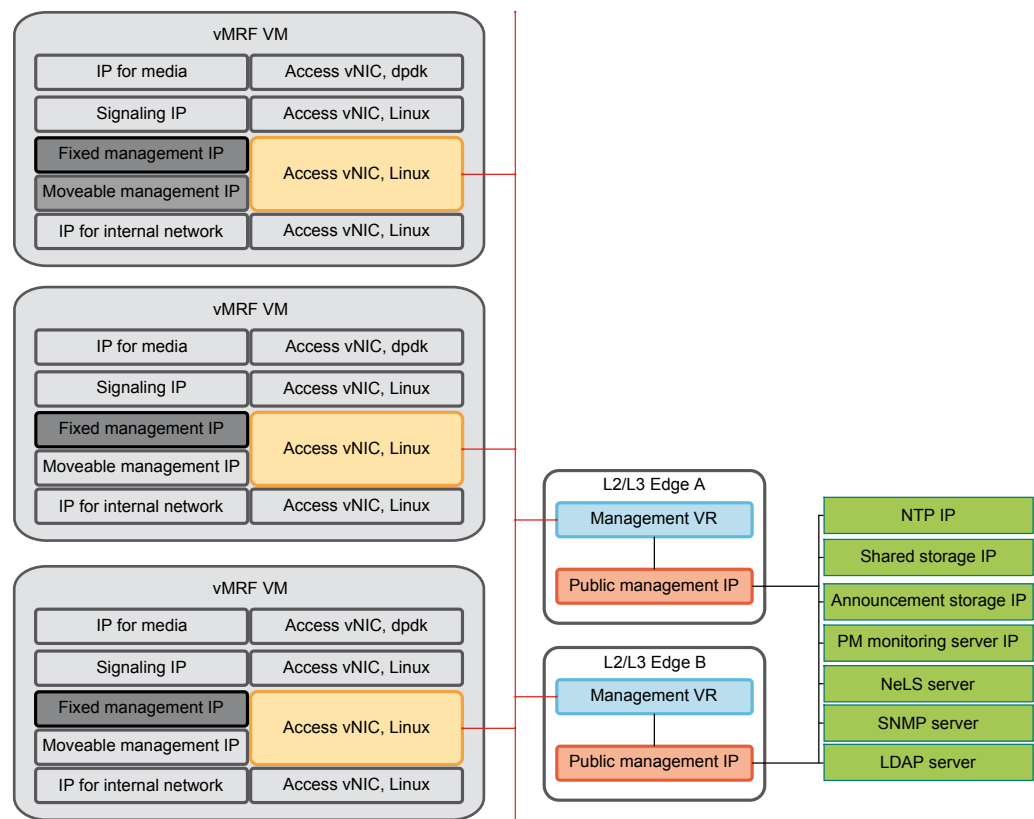 vMRF VM
IP for media
Access vNIC, dpdk
Signaling IP
Access vNIC, Linux
Fixed management IP
Access vNIC, Linux
Moveable management IP
IP for internal network
Access vNIC, Linux
vMRF VM
IP for media
Access vNIC, dpdk
Signaling IP
Access vNIC, Linux
Fixed management IP
Access vNIC, Linux
Moveable management IP
IP for internal network
Access vNIC, Linux
vMRF VM
IP for media
Access vNIC, dpdk
Signaling IP
Access vNIC, Linux
Fixed management IP
Access vNIC, Linux
Moveable management IP
IP for internal network
Access vNIC, Linux
L2/L3 Edge A
Management VR
Public management IP
L2/L3 Edge B
Management VR
Public management IP
NTP IP
Shared storage IP
Announcement storage IP
PM monitoring server IP
NeLS server
SNMP server
LDAP server